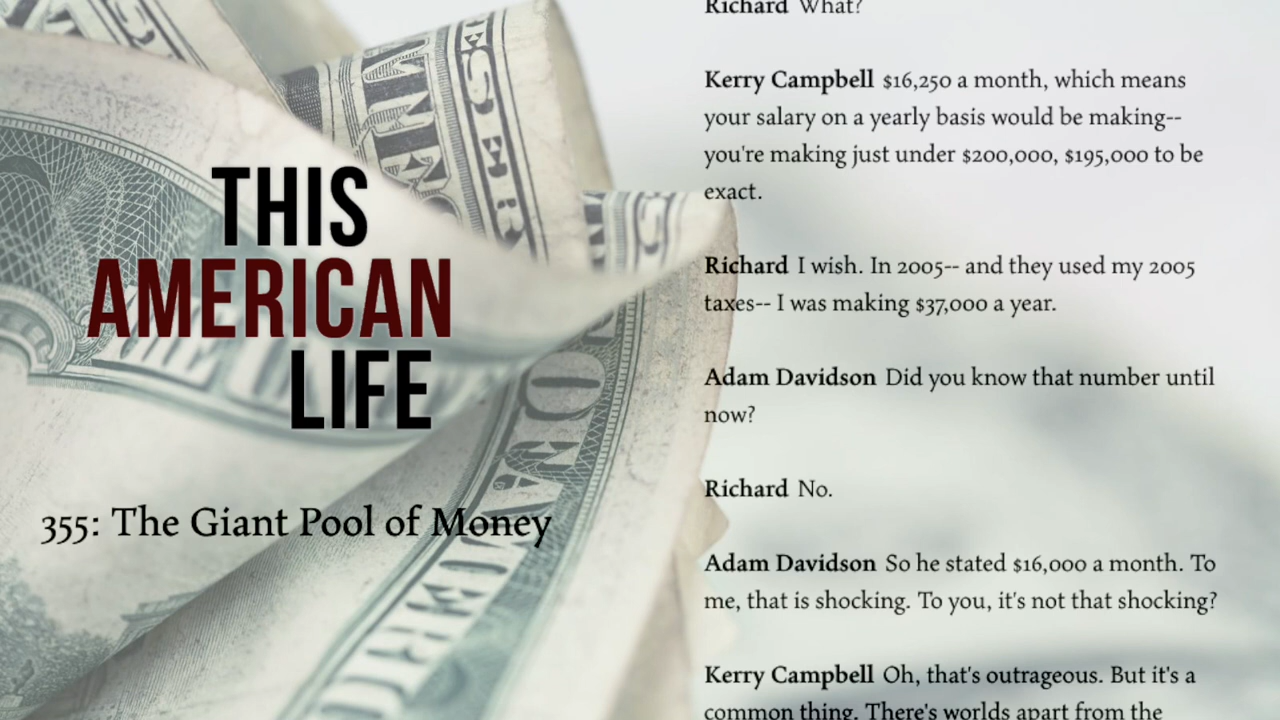 THIS
AMERICAN
LIFE
355: The Giant Pool of Money
Richard What?
Kerry Campbell $16,250 a month, which means
your salary on a yearly basis would be making--
you're making just under $200,000, $195,000 to be
exact.
Richard I wish. In 2005-- and they used my 2005
taxes-- I was making $37,000 a year.
Adam Davidson Did you know that number until
now?
Richard No.
Adam Davidson So he stated $16,000 a month. To
me, that is shocking. To you, it's not that shocking?
Kerry Campbell Oh, that's outrageous. But it's a
common thing. There's worlds apart from the